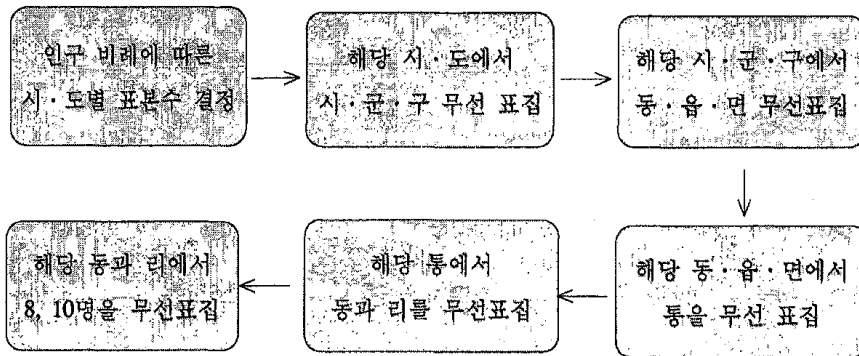 인구 비례에 따른
시·도별 표본수 결정
해당 시·도에서
시·군·구 무선 표집
해당 시·군·구에서
동·읍·면 무선표집
해당 동·읍·면에서
통을 무선 표집
해당 통에서
동과 리를 무선표집
해당 동과 리에서
8, 10명을 무선표집